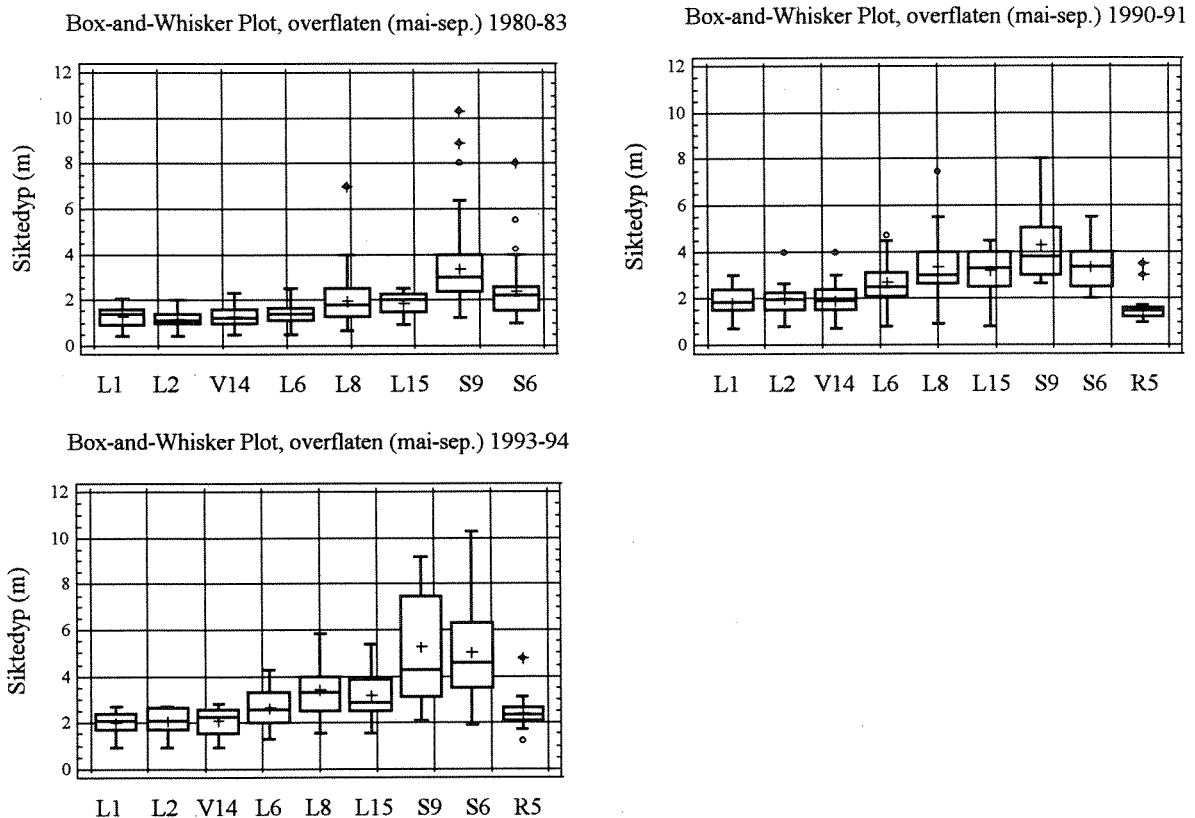 Box-and-Whisker Plot, overflaten (mai-sep.) 1980-83
12
10
8
6
4
2
0
Siktedyp (m)
L1 L2 V14 L6 L8 L15 S9 S6
Box-and-Whisker Plot, overflaten (mai-sep.) 1990-91
12
10
8
6
4
2
0
Siktedyp (m)
L1 L2 V14 L6 L8 L15 S9 S6 R5
Box-and-Whisker Plot, overflaten (mai-sep.) 1993-94
12
10
8
6
4
2
0
Siktedyp (m)
L1 L2 V14 L6 L8 L15 S9 S6 R5